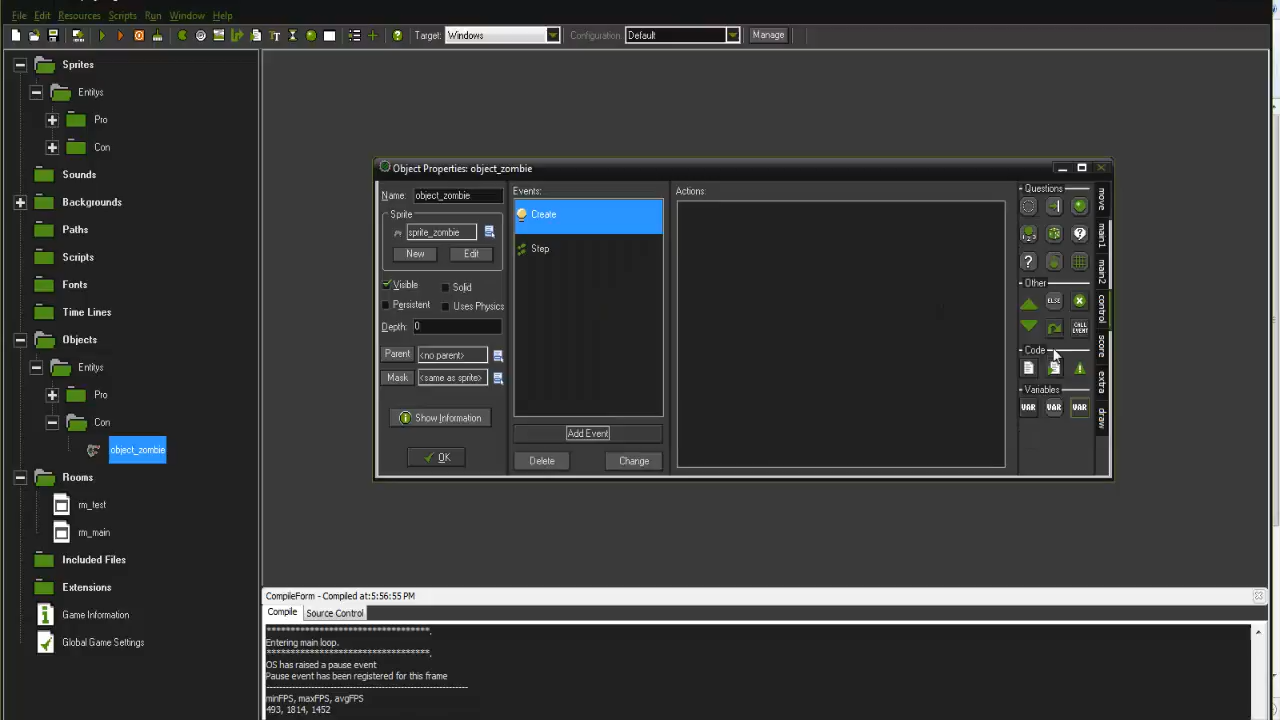 File Edit Resources Scripts Run Window Help
Target: Windows Configuration: Default Manage
Sprites
Entitys
Pro
Con
Sounds
Backgrounds
Paths
Scripts
Fonts
Time Lines
Objects
Entitys
Pro
Con
object_zombie
Rooms
rm_test
rm_main
Included Files
Extensions
Game Information
Global Game Settings
Object Properties: object_zombie
Name: object_zombie
Sprite
sprite_zombie
New Edit
Visible Solid
Persistent Uses Physics
Depth: 0
Parent <no parent>
Mask <same as sprite>
Show Information
OK
Events:
Create
Step
Add Event
Delete Change
Actions:
Questions
Other
ELSE
CALL EVENT
Code
Variables
VAR VAR VAR
move
main1
main2
control
score
extra
draw
CompileForm - Compiled at:5:56:55 PM
Compile Source Control
***********************************.
Entering main loop.
***********************************.
OS has raised a pause event
Pause event has been registered for this frame
--------------------------------------------------
minFPS, maxFPS, avgFPS
493, 1814, 1452